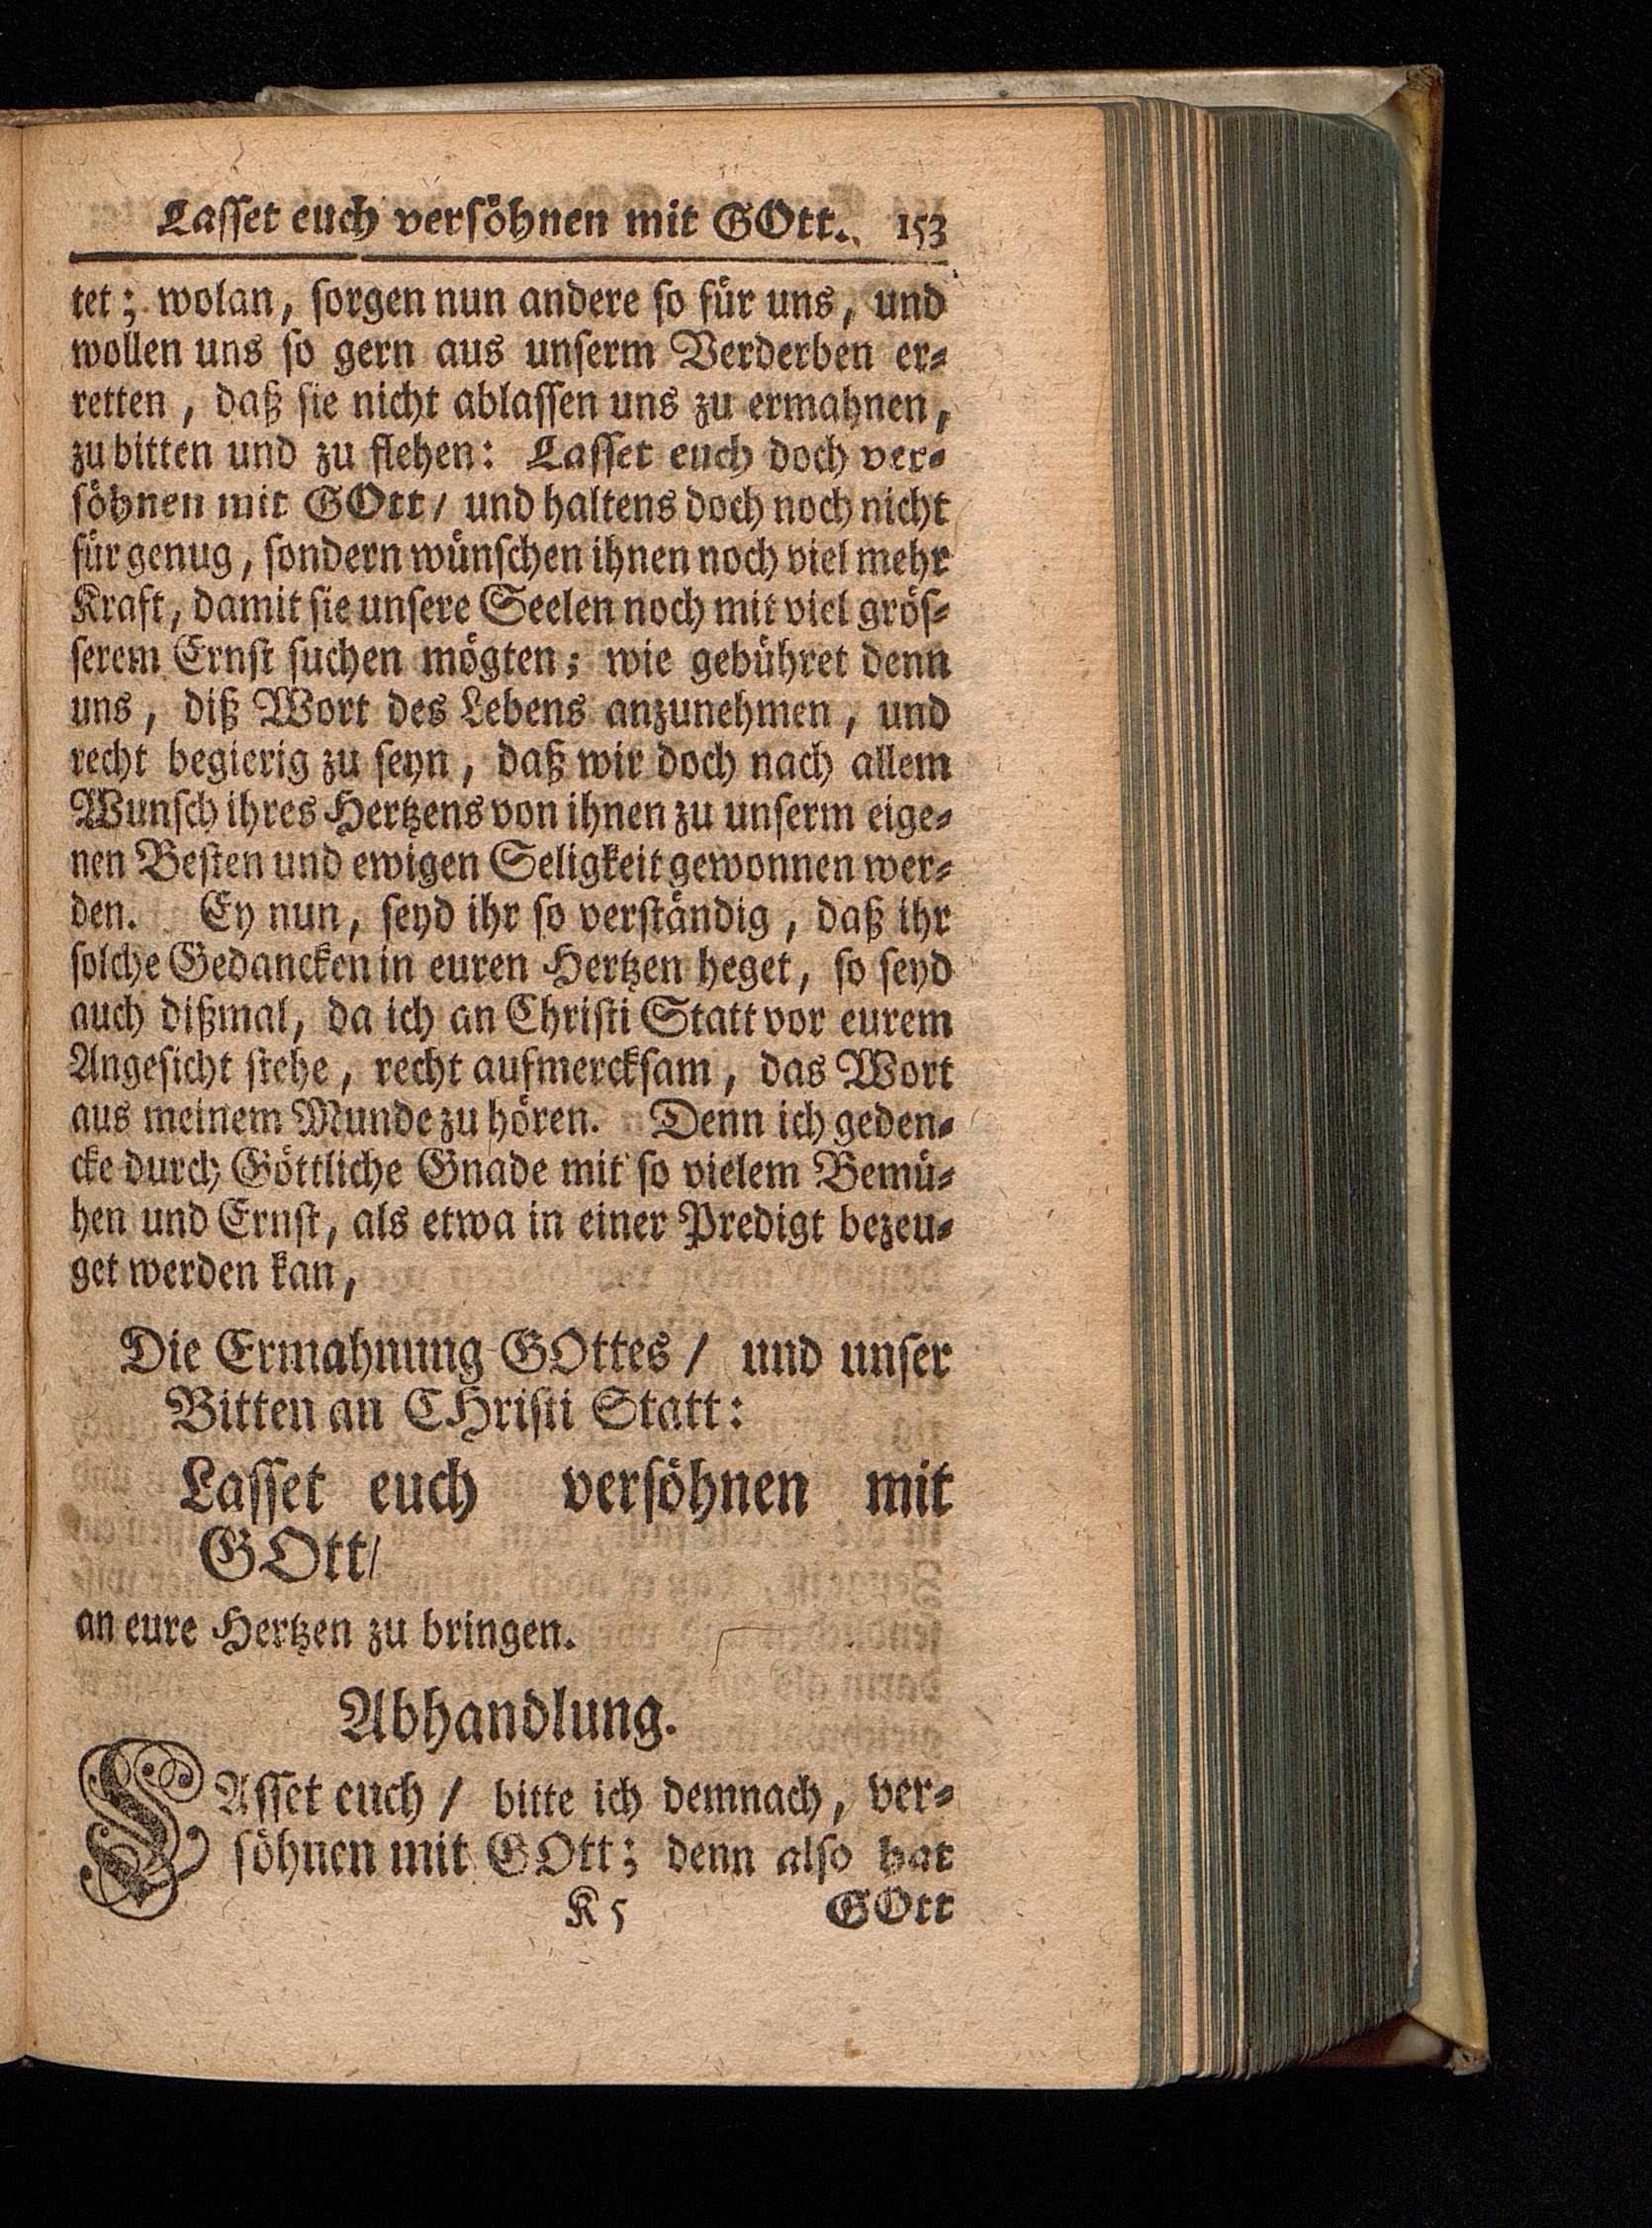 Lasset euch versöhnen mit GOtt. 153
tet; wolan, sorgen nun andere so für uns, und
wollen uns so gern aus unserm Verderben er-
retten, daß sie nicht ablassen uns zu ermahnen,
zu bitten und zu flehen: Lasset euch doch ver-
söhnen mit GOtt/ und haltens doch noch nicht
für genug, sondern wünschen ihnen noch viel mehr
Kraft, damit sie unsere Seelen noch mit viel grös-
serem Ernst suchen mögten; wie gebühret denn
uns, diß Wort des Lebens anzunehmen, und
recht begierig zu seyn, daß wir doch nach allem
Wunsch ihres Hertzens von ihnen zu unserm eige-
nen Besten und ewigen Seligkeit gewonnen wer-
den. Ey nun, seyd ihr so verständig, daß ihr
solche Gedancken in euren Hertzen heget, so seyd
auch dißmal, da ich an Christi Statt vor eurem
Angesicht stehe, recht aufmercksam, das Wort
aus meinem Munde zu hören. Denn ich geden-
cke durch Göttliche Gnade mit so vielem Bemü-
hen und Ernst, als etwa in einer Predigt bezeu-
get werden kan,
Die Ermahnung GOttes / und unser
Bitten an CHristi Statt:
Lasset euch versöhnen mit
GOtt/
an eure Hertzen zu bringen.
Abhandlung.
LAsset euch / bitte ich demnach, ver-
söhnen mit GOtt; denn also hat
K 5 GOtt